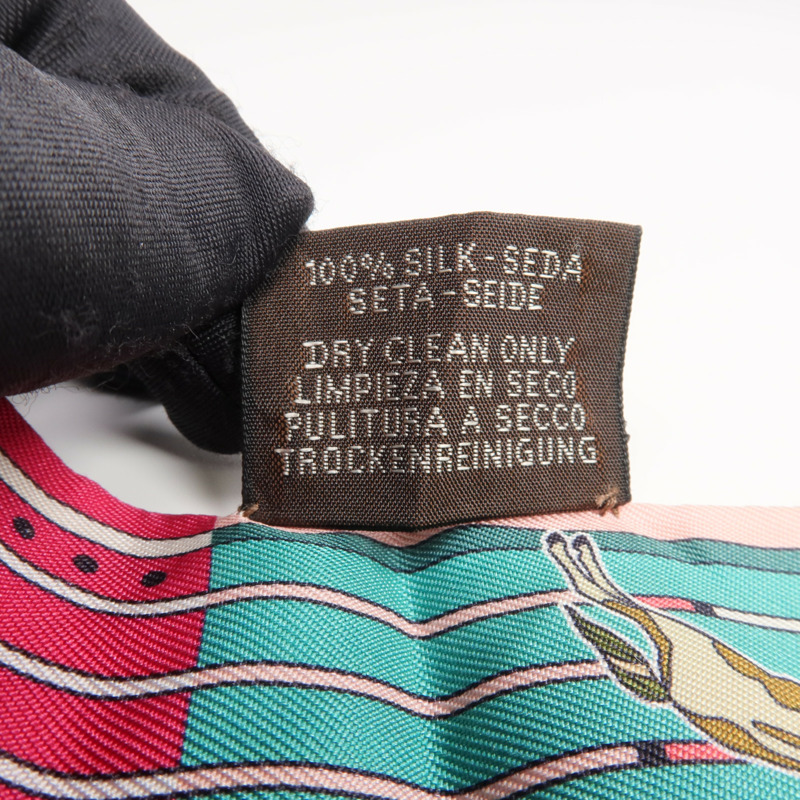 100% SILK-SEDA
SETA-SEIDE
DRY CLEAN ONLY
LIMPIEZA EN SECO
PULITURA A SECCO
TROCKENREINIGUNG